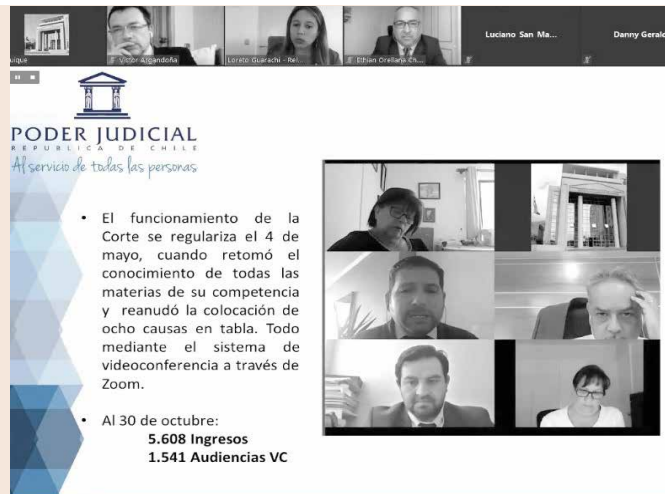 uique
Victor Argandoña
Loreto Guarachi - Rel...
Ethian Orellana Ch...
Luciano San Ma...
Danny Gerald
PODER JUDICIAL
REPUBLICA DE CHILE
Al servicio de todas las personas
• El funcionamiento de la
Corte se regulariza el 4 de
mayo, cuando retomó el
conocimiento de todas las
materias de su competencia
y reanudó la colocación de
ocho causas en tabla. Todo
mediante el sistema de
videoconferencia a través de
Zoom.
• Al 30 de octubre:
5.608 Ingresos
1.541 Audiencias VC